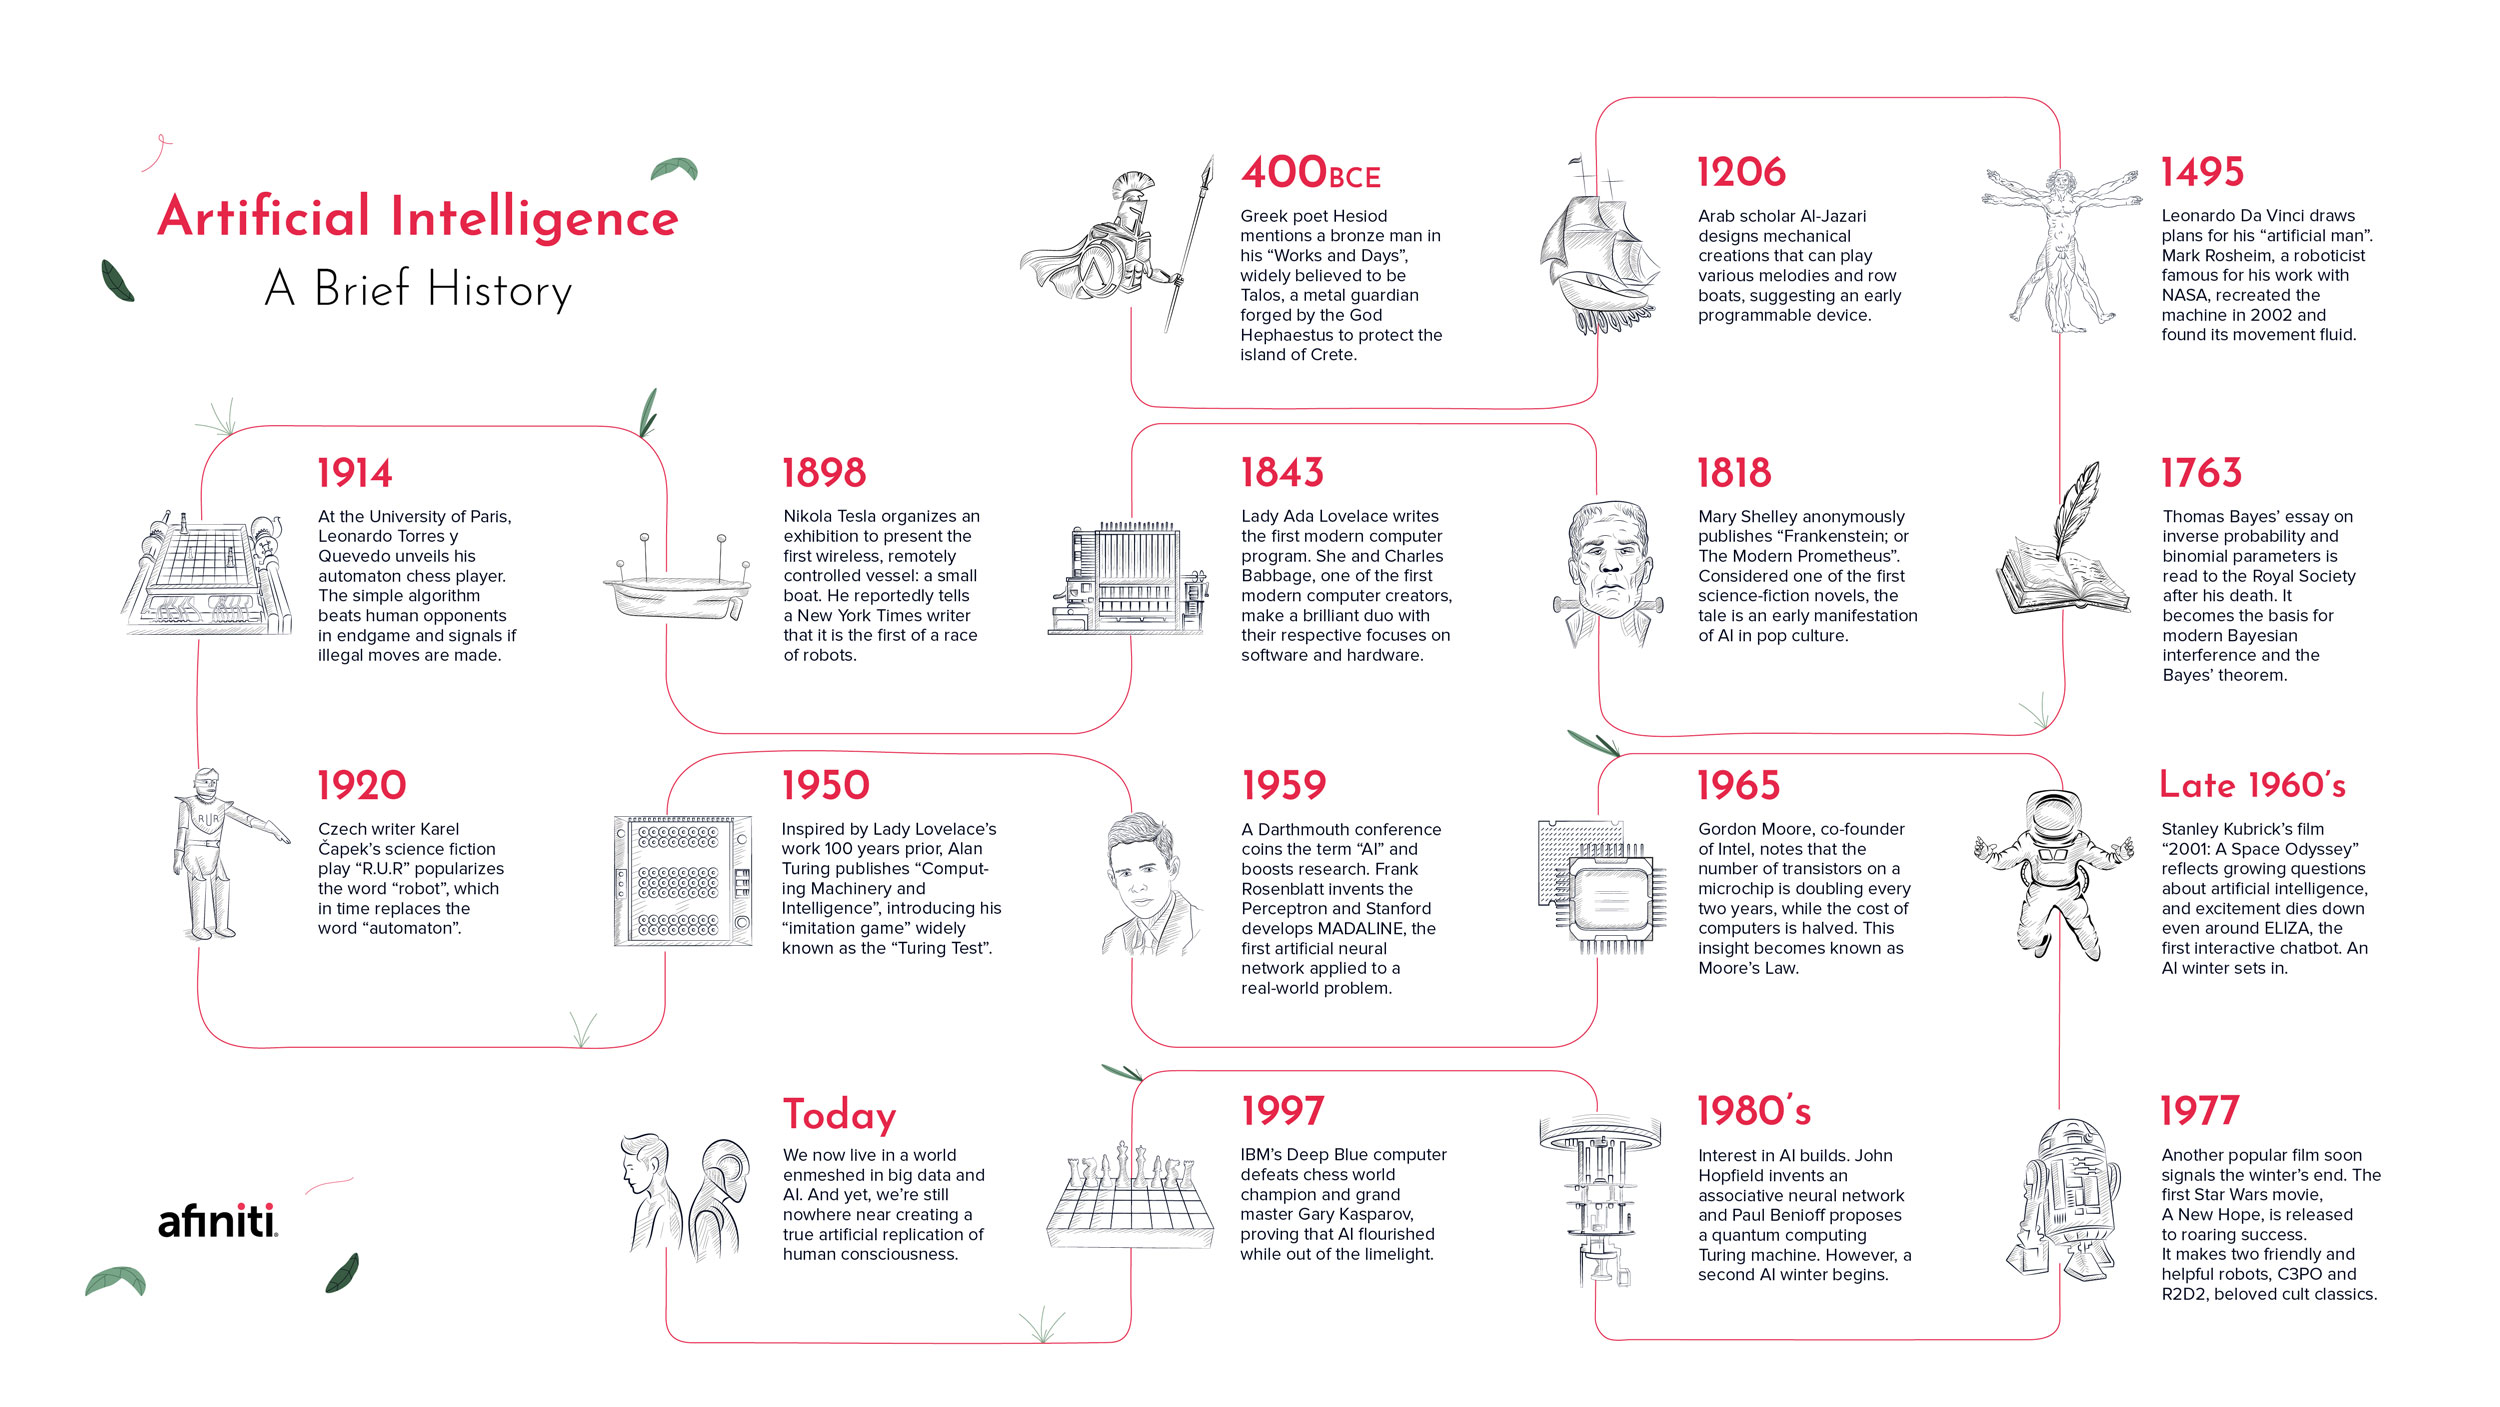 Artificial Intelligence
A Brief History
400BCE
Greek poet Hesiod
mentions a bronze man in
his “Works and Days”,
widely believed to be
Talos, a metal guardian
forged by the God
Hephaestus to protect the
island of Crete.
1206
Arab scholar Al-Jazari
designs mechanical
creations that can play
various melodies and row
boats, suggesting an early
programmable device.
1495
Leonardo Da Vinci draws
plans for his “artificial man”.
Mark Rosheim, a roboticist
famous for his work with
NASA, recreated the
machine in 2002 and
found its movement fluid.
1763
Thomas Bayes’ essay on
inverse probability and
binomial parameters is
read to the Royal Society
after his death. It
becomes the basis for
modern Bayesian
interference and the
Bayes’ theorem.
1818
Mary Shelley anonymously
publishes “Frankenstein; or
The Modern Prometheus”.
Considered one of the first
science-fiction novels, the
tale is an early manifestation
of AI in pop culture.
1843
Lady Ada Lovelace writes
the first modern computer
program. She and Charles
Babbage, one of the first
modern computer creators,
make a brilliant duo with
their respective focuses on
software and hardware.
1898
Nikola Tesla organizes an
exhibition to present the
first wireless, remotely
controlled vessel: a small
boat. He reportedly tells
a New York Times writer
that it is the first of a race
of robots.
1914
At the University of Paris,
Leonardo Torres y
Quevedo unveils his
automaton chess player.
The simple algorithm
beats human opponents
in endgame and signals if
illegal moves are made.
RUR
1920
Czech writer Karel
Čapek’s science fiction
play “R.U.R” popularizes
the word “robot”, which
in time replaces the
word “automaton”.
1950
Inspired by Lady Lovelace’s
work 100 years prior, Alan
Turing publishes “Comput-
ing Machinery and
Intelligence”, introducing his
“imitation game” widely
known as the “Turing Test”.
1959
A Darthmouth conference
coins the term “AI” and
boosts research. Frank
Rosenblatt invents the
Perceptron and Stanford
develops MADALINE, the
first artificial neural
network applied to a
real-world problem.
1965
Gordon Moore, co-founder
of Intel, notes that the
number of transistors on a
microchip is doubling every
two years, while the cost of
computers is halved. This
insight becomes known as
Moore’s Law.
Late 1960’s
Stanley Kubrick’s film
“2001: A Space Odyssey”
reflects growing questions
about artificial intelligence,
and excitement dies down
even around ELIZA, the
first interactive chatbot. An
AI winter sets in.
1977
Another popular film soon
signals the winter’s end. The
first Star Wars movie,
A New Hope, is released
to roaring success.
It makes two friendly and
helpful robots, C3PO and
R2D2, beloved cult classics.
1980’s
Interest in AI builds. John
Hopfield invents an
associative neural network
and Paul Benioff proposes
a quantum computing
Turing machine. However, a
second AI winter begins.
1997
IBM’s Deep Blue computer
defeats chess world
champion and grand
master Gary Kasparov,
proving that AI flourished
while out of the limelight.
Today
We now live in a world
enmeshed in big data and
AI. And yet, we’re still
nowhere near creating a
true artificial replication of
human consciousness.
afiniti